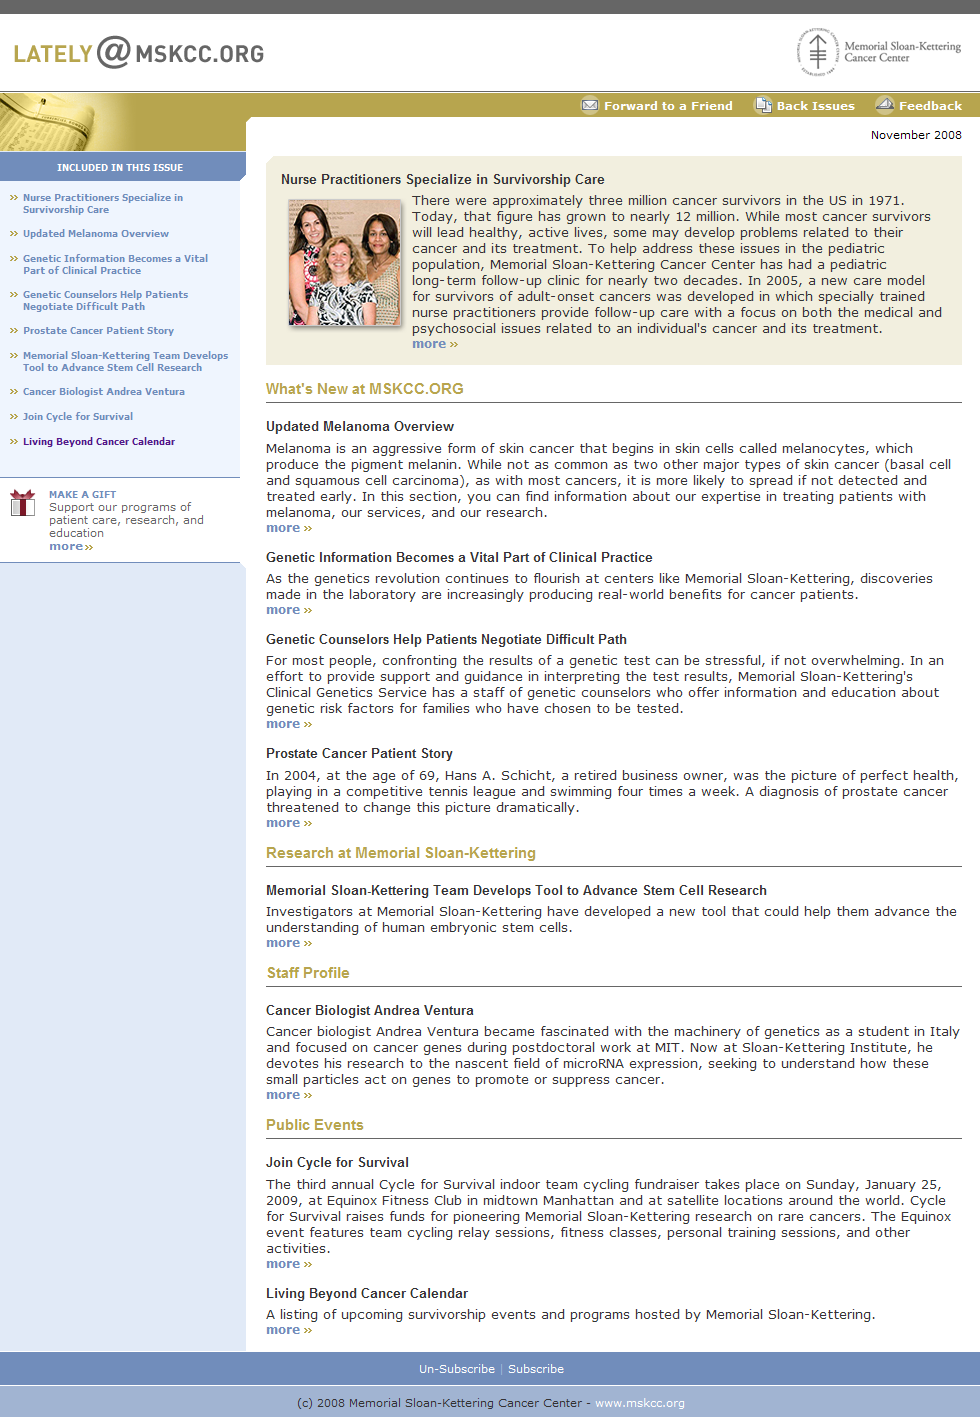 LATELY@MSKCC.ORG
Memorial Sloan-Kettering
Cancer Center
Forward to a Friend
Back Issues
Feedback
November 2008
INCLUDED IN THIS ISSUE
» Nurse Practitioners Specialize in
Survivorship Care
» Updated Melanoma Overview
» Genetic Information Becomes a Vital
Part of Clinical Practice
» Genetic Counselors Help Patients
Negotiate Difficult Path
» Prostate Cancer Patient Story
» Memorial Sloan-Kettering Team Develops
Tool to Advance Stem Cell Research
» Cancer Biologist Andrea Ventura
» Join Cycle for Survival
» Living Beyond Cancer Calendar
MAKE A GIFT
Support our programs of
patient care, research, and
education
more »
Nurse Practitioners Specialize in Survivorship Care
There were approximately three million cancer survivors in the US in 1971.
Today, that figure has grown to nearly 12 million. While most cancer survivors
will lead healthy, active lives, some may develop problems related to their
cancer and its treatment. To help address these issues in the pediatric
population, Memorial Sloan-Kettering Cancer Center has had a pediatric
long-term follow-up clinic for nearly two decades. In 2005, a new care model
for survivors of adult-onset cancers was developed in which specially trained
nurse practitioners provide follow-up care with a focus on both the medical and
psychosocial issues related to an individual's cancer and its treatment.
more »
What's New at MSKCC.ORG
Updated Melanoma Overview
Melanoma is an aggressive form of skin cancer that begins in skin cells called melanocytes, which
produce the pigment melanin. While not as common as two other major types of skin cancer (basal cell
and squamous cell carcinoma), as with most cancers, it is more likely to spread if not detected and
treated early. In this section, you can find information about our expertise in treating patients with
melanoma, our services, and our research.
more »
Genetic Information Becomes a Vital Part of Clinical Practice
As the genetics revolution continues to flourish at centers like Memorial Sloan-Kettering, discoveries
made in the laboratory are increasingly producing real-world benefits for cancer patients.
more »
Genetic Counselors Help Patients Negotiate Difficult Path
For most people, confronting the results of a genetic test can be stressful, if not overwhelming. In an
effort to provide support and guidance in interpreting the test results, Memorial Sloan-Kettering's
Clinical Genetics Service has a staff of genetic counselors who offer information and education about
genetic risk factors for families who have chosen to be tested.
more »
Prostate Cancer Patient Story
In 2004, at the age of 69, Hans A. Schicht, a retired business owner, was the picture of perfect health,
playing in a competitive tennis league and swimming four times a week. A diagnosis of prostate cancer
threatened to change this picture dramatically.
more »
Research at Memorial Sloan-Kettering
Memorial Sloan-Kettering Team Develops Tool to Advance Stem Cell Research
Investigators at Memorial Sloan-Kettering have developed a new tool that could help them advance the
understanding of human embryonic stem cells.
more »
Staff Profile
Cancer Biologist Andrea Ventura
Cancer biologist Andrea Ventura became fascinated with the machinery of genetics as a student in Italy
and focused on cancer genes during postdoctoral work at MIT. Now at Sloan-Kettering Institute, he
devotes his research to the nascent field of microRNA expression, seeking to understand how these
small particles act on genes to promote or suppress cancer.
more »
Public Events
Join Cycle for Survival
The third annual Cycle for Survival indoor team cycling fundraiser takes place on Sunday, January 25,
2009, at Equinox Fitness Club in midtown Manhattan and at satellite locations around the world. Cycle
for Survival raises funds for pioneering Memorial Sloan-Kettering research on rare cancers. The Equinox
event features team cycling relay sessions, fitness classes, personal training sessions, and other
activities.
more »
Living Beyond Cancer Calendar
A listing of upcoming survivorship events and programs hosted by Memorial Sloan-Kettering.
more »
Un-Subscribe | Subscribe
(c) 2008 Memorial Sloan-Kettering Cancer Center - www.mskcc.org